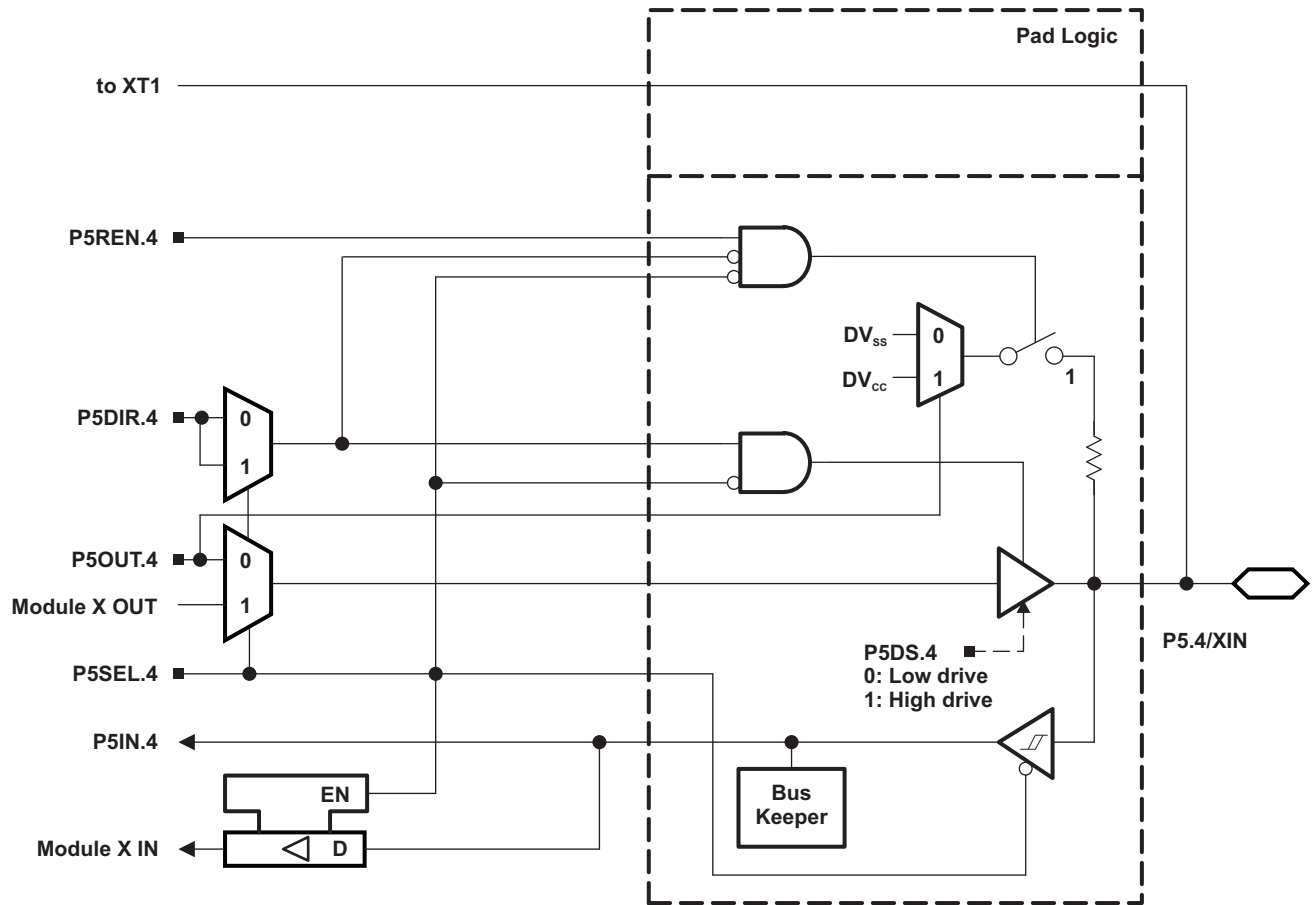 Pad Logic
to XT1
P5REN.4
DVSS
0
DVCC
1
1
P5DIR.4
0
1
P5OUT.4
0
Module X OUT
1
P5SEL.4
P5DS.4
0: Low drive
1: High drive
P5.4/XIN
P5IN.4
EN
Bus
Keeper
Module X IN
D